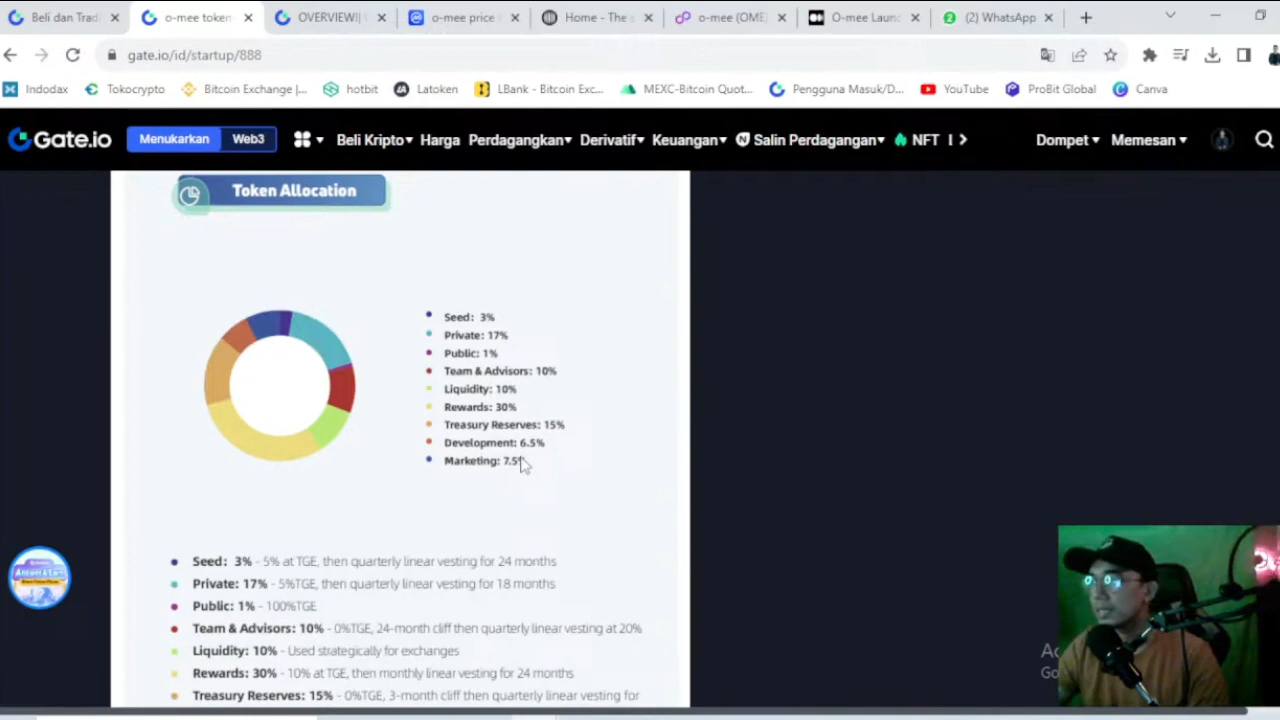 Beli dan Trad
o-mee token
OVERVIEW|
o-mee price
Home - The s
o-mee (OME)
O-mee Laun
(2) WhatsApp
gate.io/id/startup/888
Indodax
Tokocrypto
Bitcoin Exchange |...
hotbit
Latoken
LBank - Bitcoin Exc...
MEXC-Bitcoin Quot...
Pengguna Masuk/D...
YouTube
ProBit Global
Canva
Gate.io
Menukarkan
Web3
Beli Kripto
Harga
Perdagangkan
Derivatif
Keuangan
Salin Perdagangan
NFT
Dompet
Memesan
Token Allocation
Seed: 3%
Private: 17%
Public: 1%
Team & Advisors: 10%
Liquidity: 10%
Rewards: 30%
Treasury Reserves: 15%
Development: 6.5%
Marketing: 7.5%
Seed: 3% - 5% at TGE, then quarterly linear vesting for 24 months
Private: 17% - 5%TGE, then quarterly linear vesting for 18 months
Public: 1% - 100%TGE
Team & Advisors: 10% - 0%TGE, 24-month cliff then quarterly linear vesting at 20%
Liquidity: 10% - Used strategically for exchanges
Rewards: 30% - 10% at TGE, then monthly linear vesting for 24 months
Treasury Reserves: 15% - 0%TGE, 3-month cliff then quarterly linear vesting for